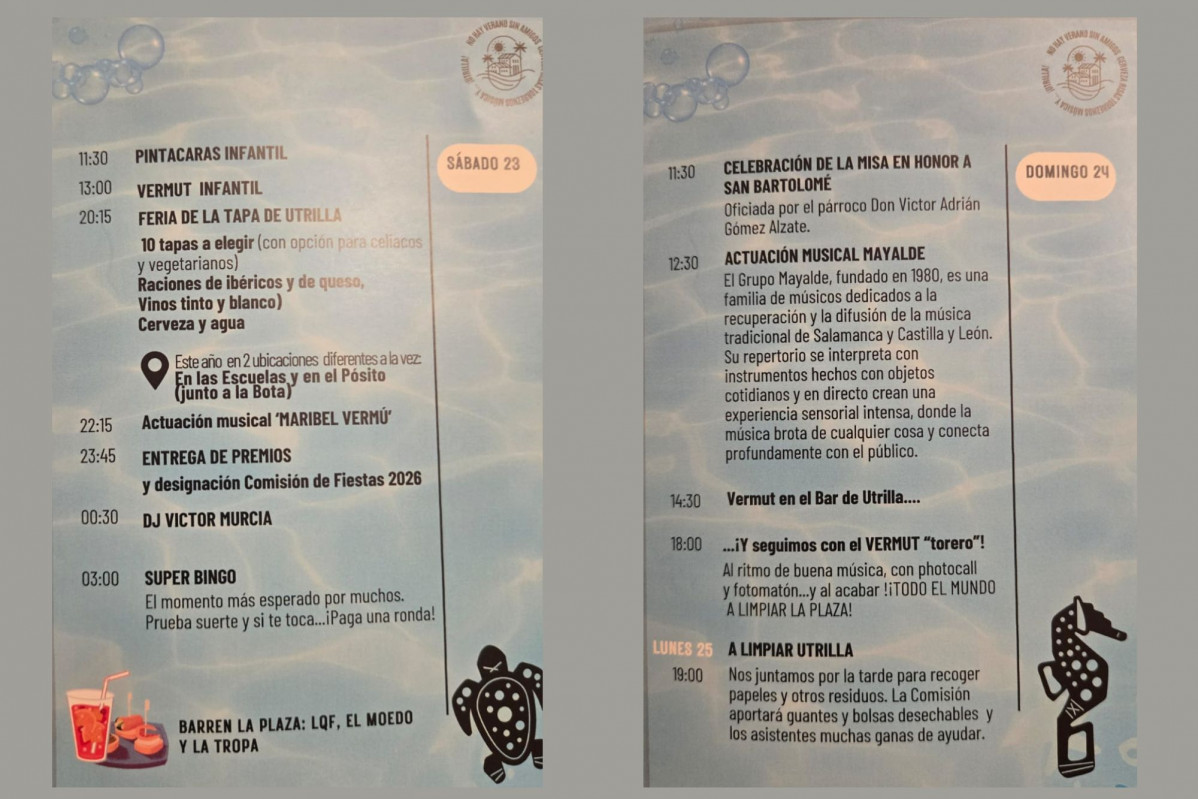 SÁBADO 23
11:30 PINTACARAS INFANTIL
13:00 VERMUT INFANTIL
20:15 FERIA DE LA TAPA DE UTRILLA
10 tapas a elegir (con opción para celiacos
y vegetarianos)
Raciones de ibéricos y de queso,
Vinos tinto y blanco)
Cerveza y agua
Este año en 2 ubicaciones diferentes a la vez:
En las Escuelas y en el Pósito
(junto a la Bota)
22:15 Actuación musical ‘MARIBEL VERMÚ’
23:45 ENTREGA DE PREMIOS
y designación Comisión de Fiestas 2026
00:30 DJ VICTOR MURCIA
03:00 SUPER BINGO
El momento más esperado por muchos.
Prueba suerte y si te toca...¡Paga una ronda!
BARREN LA PLAZA: LQF, EL MOEDO
Y LA TROPA
NO HAY VERANO SIN AMIGOS
DOMINGO 24
11:30 CELEBRACIÓN DE LA MISA EN HONOR A
SAN BARTOLOMÉ
Oficiada por el párroco Don Victor Adrián
Gómez Alzate.
12:30 ACTUACIÓN MUSICAL MAYALDE
El Grupo Mayalde, fundado en 1980, es una
familia de músicos dedicados a la
recuperación y la difusión de la música
tradicional de Salamanca y Castilla y León.
Su repertorio se interpreta con
instrumentos hechos con objetos
cotidianos y en directo crean una
experiencia sensorial intensa, donde la
música brota de cualquier cosa y conecta
profundamente con el público.
14:30 Vermut en el Bar de Utrilla....
18:00 ...¡Y seguimos con el VERMUT “torero”!
Al ritmo de buena música, con photocall
y fotomatón...y al acabar !¡TODO EL MUNDO
A LIMPIAR LA PLAZA!
LUNES 25 A LIMPIAR UTRILLA
19:00 Nos juntamos por la tarde para recoger
papeles y otros residuos. La Comisión
aportará guantes y bolsas desechables y
los asistentes muchas ganas de ayudar.